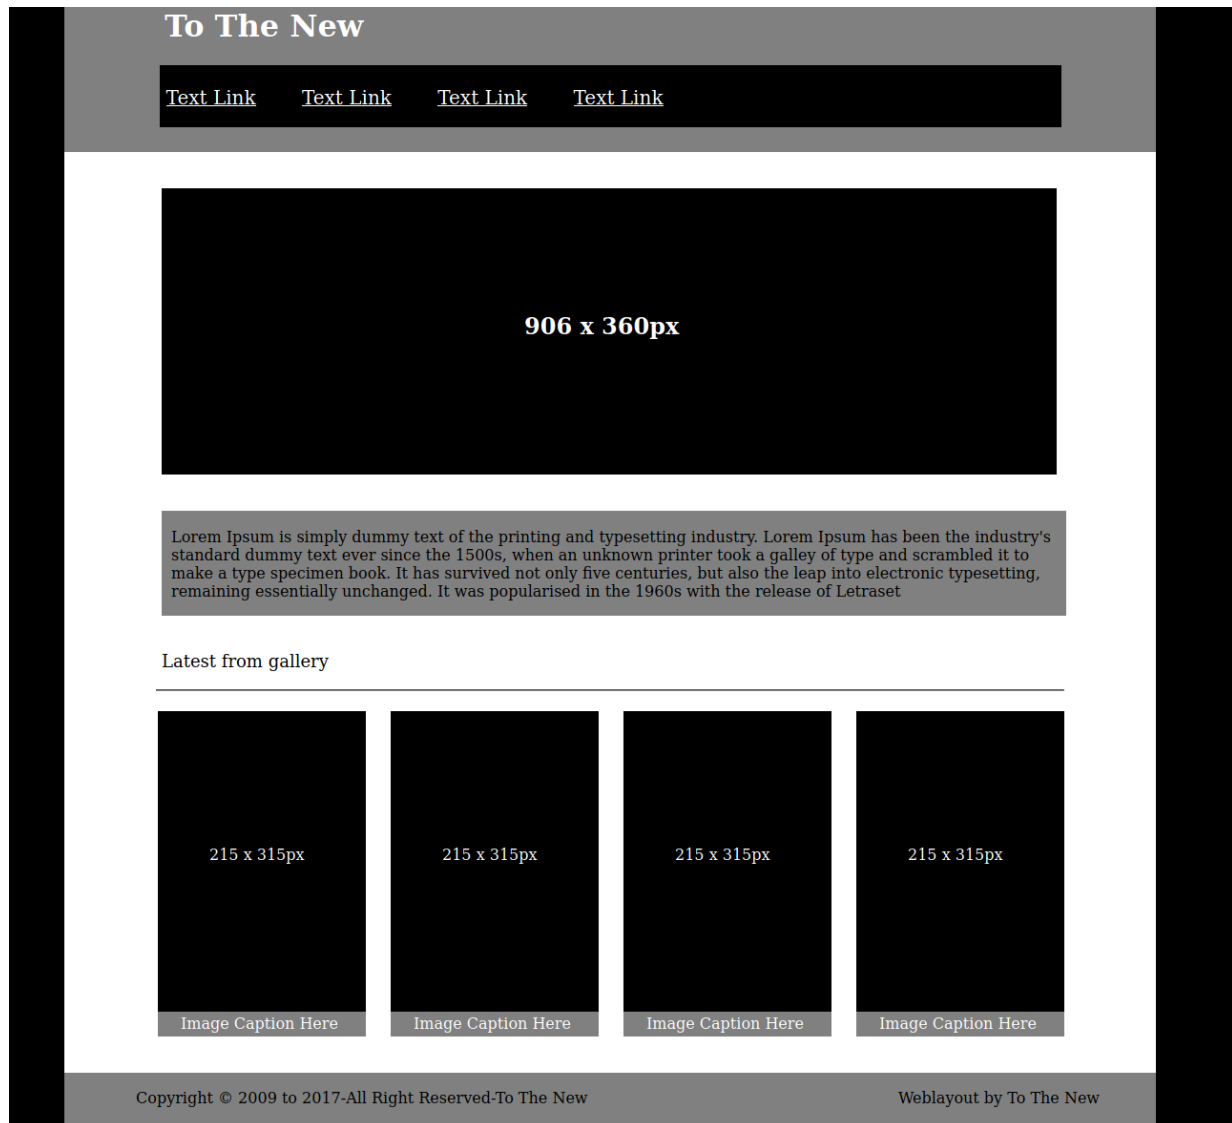 To The New
Text Link Text Link Text Link Text Link
906 x 360px
Lorem Ipsum is simply dummy text of the printing and typesetting industry. Lorem Ipsum has been the industry's
standard dummy text ever since the 1500s, when an unknown printer took a galley of type and scrambled it to
make a type specimen book. It has survived not only five centuries, but also the leap into electronic typesetting,
remaining essentially unchanged. It was popularised in the 1960s with the release of Letraset
Latest from gallery
215 x 315px 215 x 315px 215 x 315px 215 x 315px
Image Caption Here Image Caption Here Image Caption Here Image Caption Here
Copyright © 2009 to 2017-All Right Reserved-To The New Weblayout by To The New